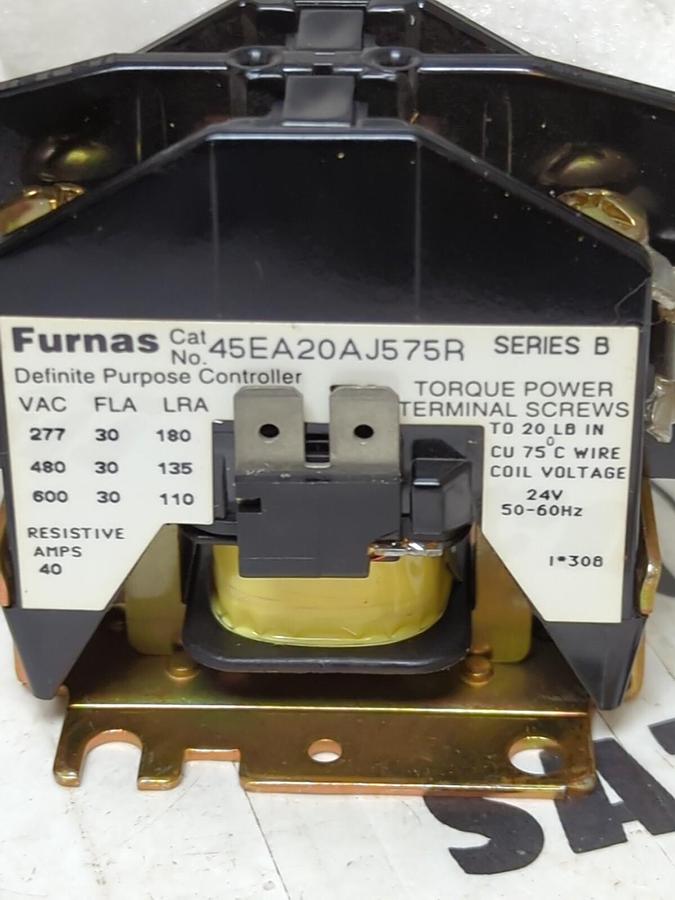 Furnas Cat No. 45EA20AJ575R SERIES B
Definite Purpose Controller
VAC FLA LRA
277 30 180
480 30 135
600 30 110
RESISTIVE
AMPS
40
TORQUE POWER
TERMINAL SCREWS
TO 20 LB IN
CU 75°C WIRE
COIL VOLTAGE
24V
50-60Hz
1*308
SA